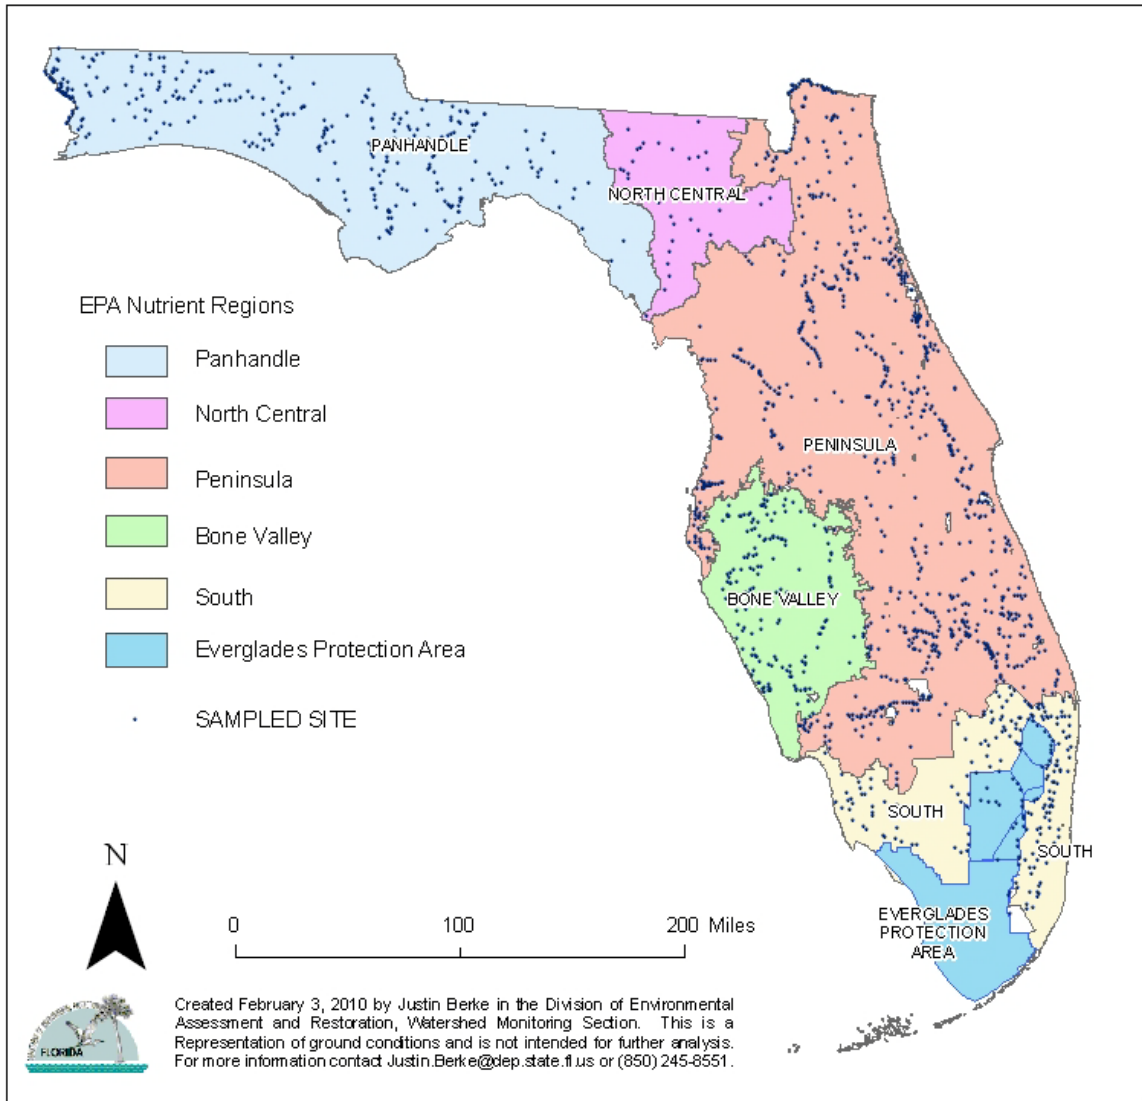 PANHANDLE
NORTH CENTRAL
EPA Nutrient Regions
Panhandle
North Central
Peninsula
Bone Valley
South
Everglades Protection Area
SAMPLED SITE
PENINSULA
BONE VALLEY
SOUTH
SOUTH
EVERGLADES
PROTECTION
AREA
N
0 100 200 Miles
FLORIDA
Created February 3, 2010 by Justin Berke in the Division of Environmental
Assessment and Restoration, Watershed Monitoring Section. This is a
Representation of ground conditions and is not intended for further analysis.
For more information contact Justin.Berke@dep.state.fl.us or (850) 245-8551.